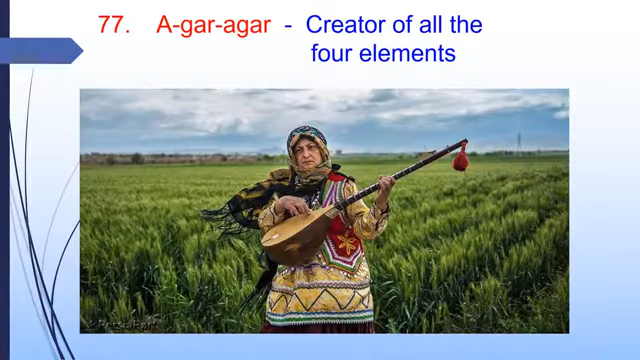 77. A-gar-agar - Creator of all the
four elements